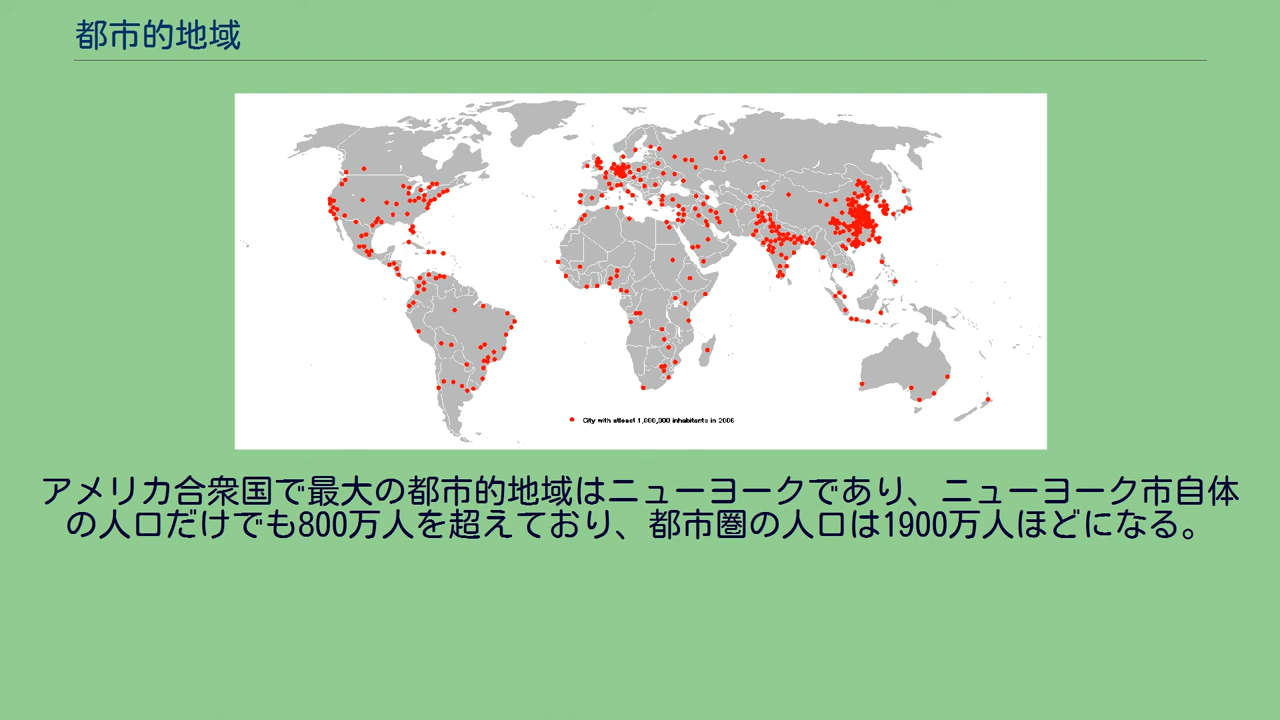 都市的地域
City with atleast 1,000,000 inhabitants in 2006
アメリカ合衆国で最大の都市的地域はニューヨークであり、ニューヨーク市自体
の人口だけでも800万人を超えており、都市圏の人口は1900万人ほどになる。